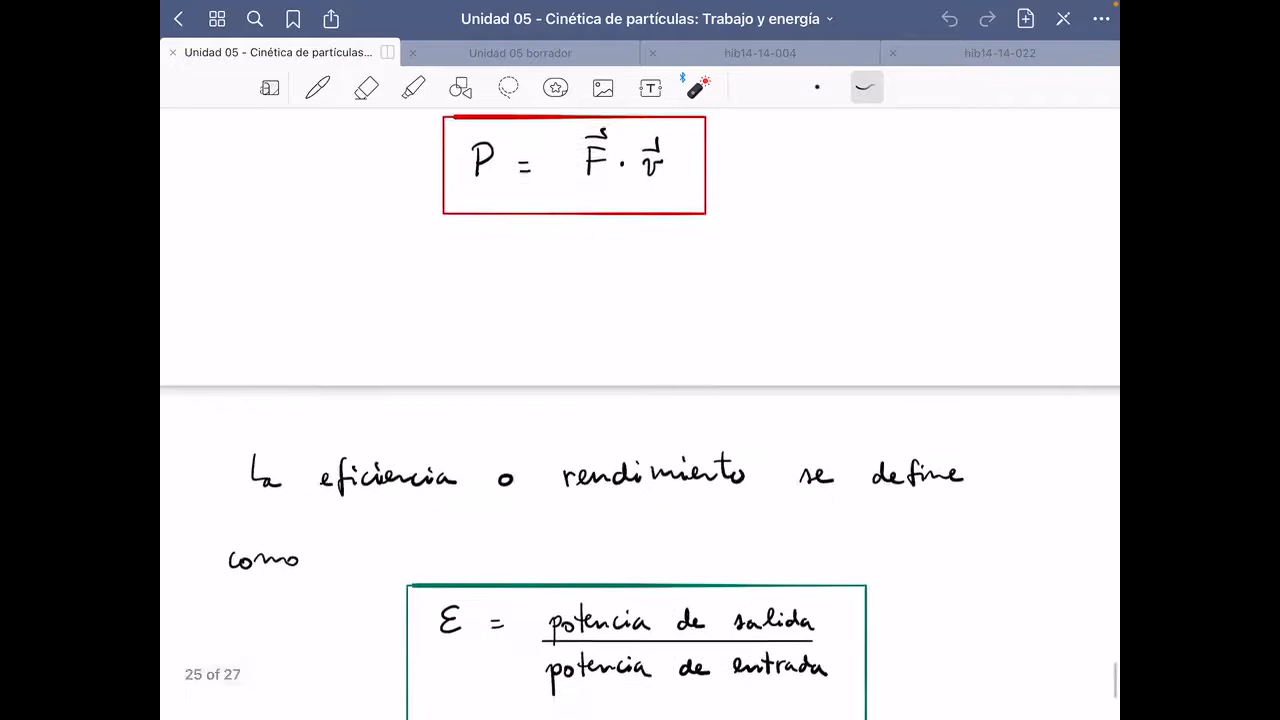 Unidad 05 - Cinética de partículas: Trabajo y energía
Unidad 05 - Cinética de partículas...
Unidad 05 borrador
hib14-14-004
hib14-14-022
P = F⃗ · v⃗
La eficiencia o rendimiento se define
como
ε = potencia de salida
potencia de entrada
25 of 27